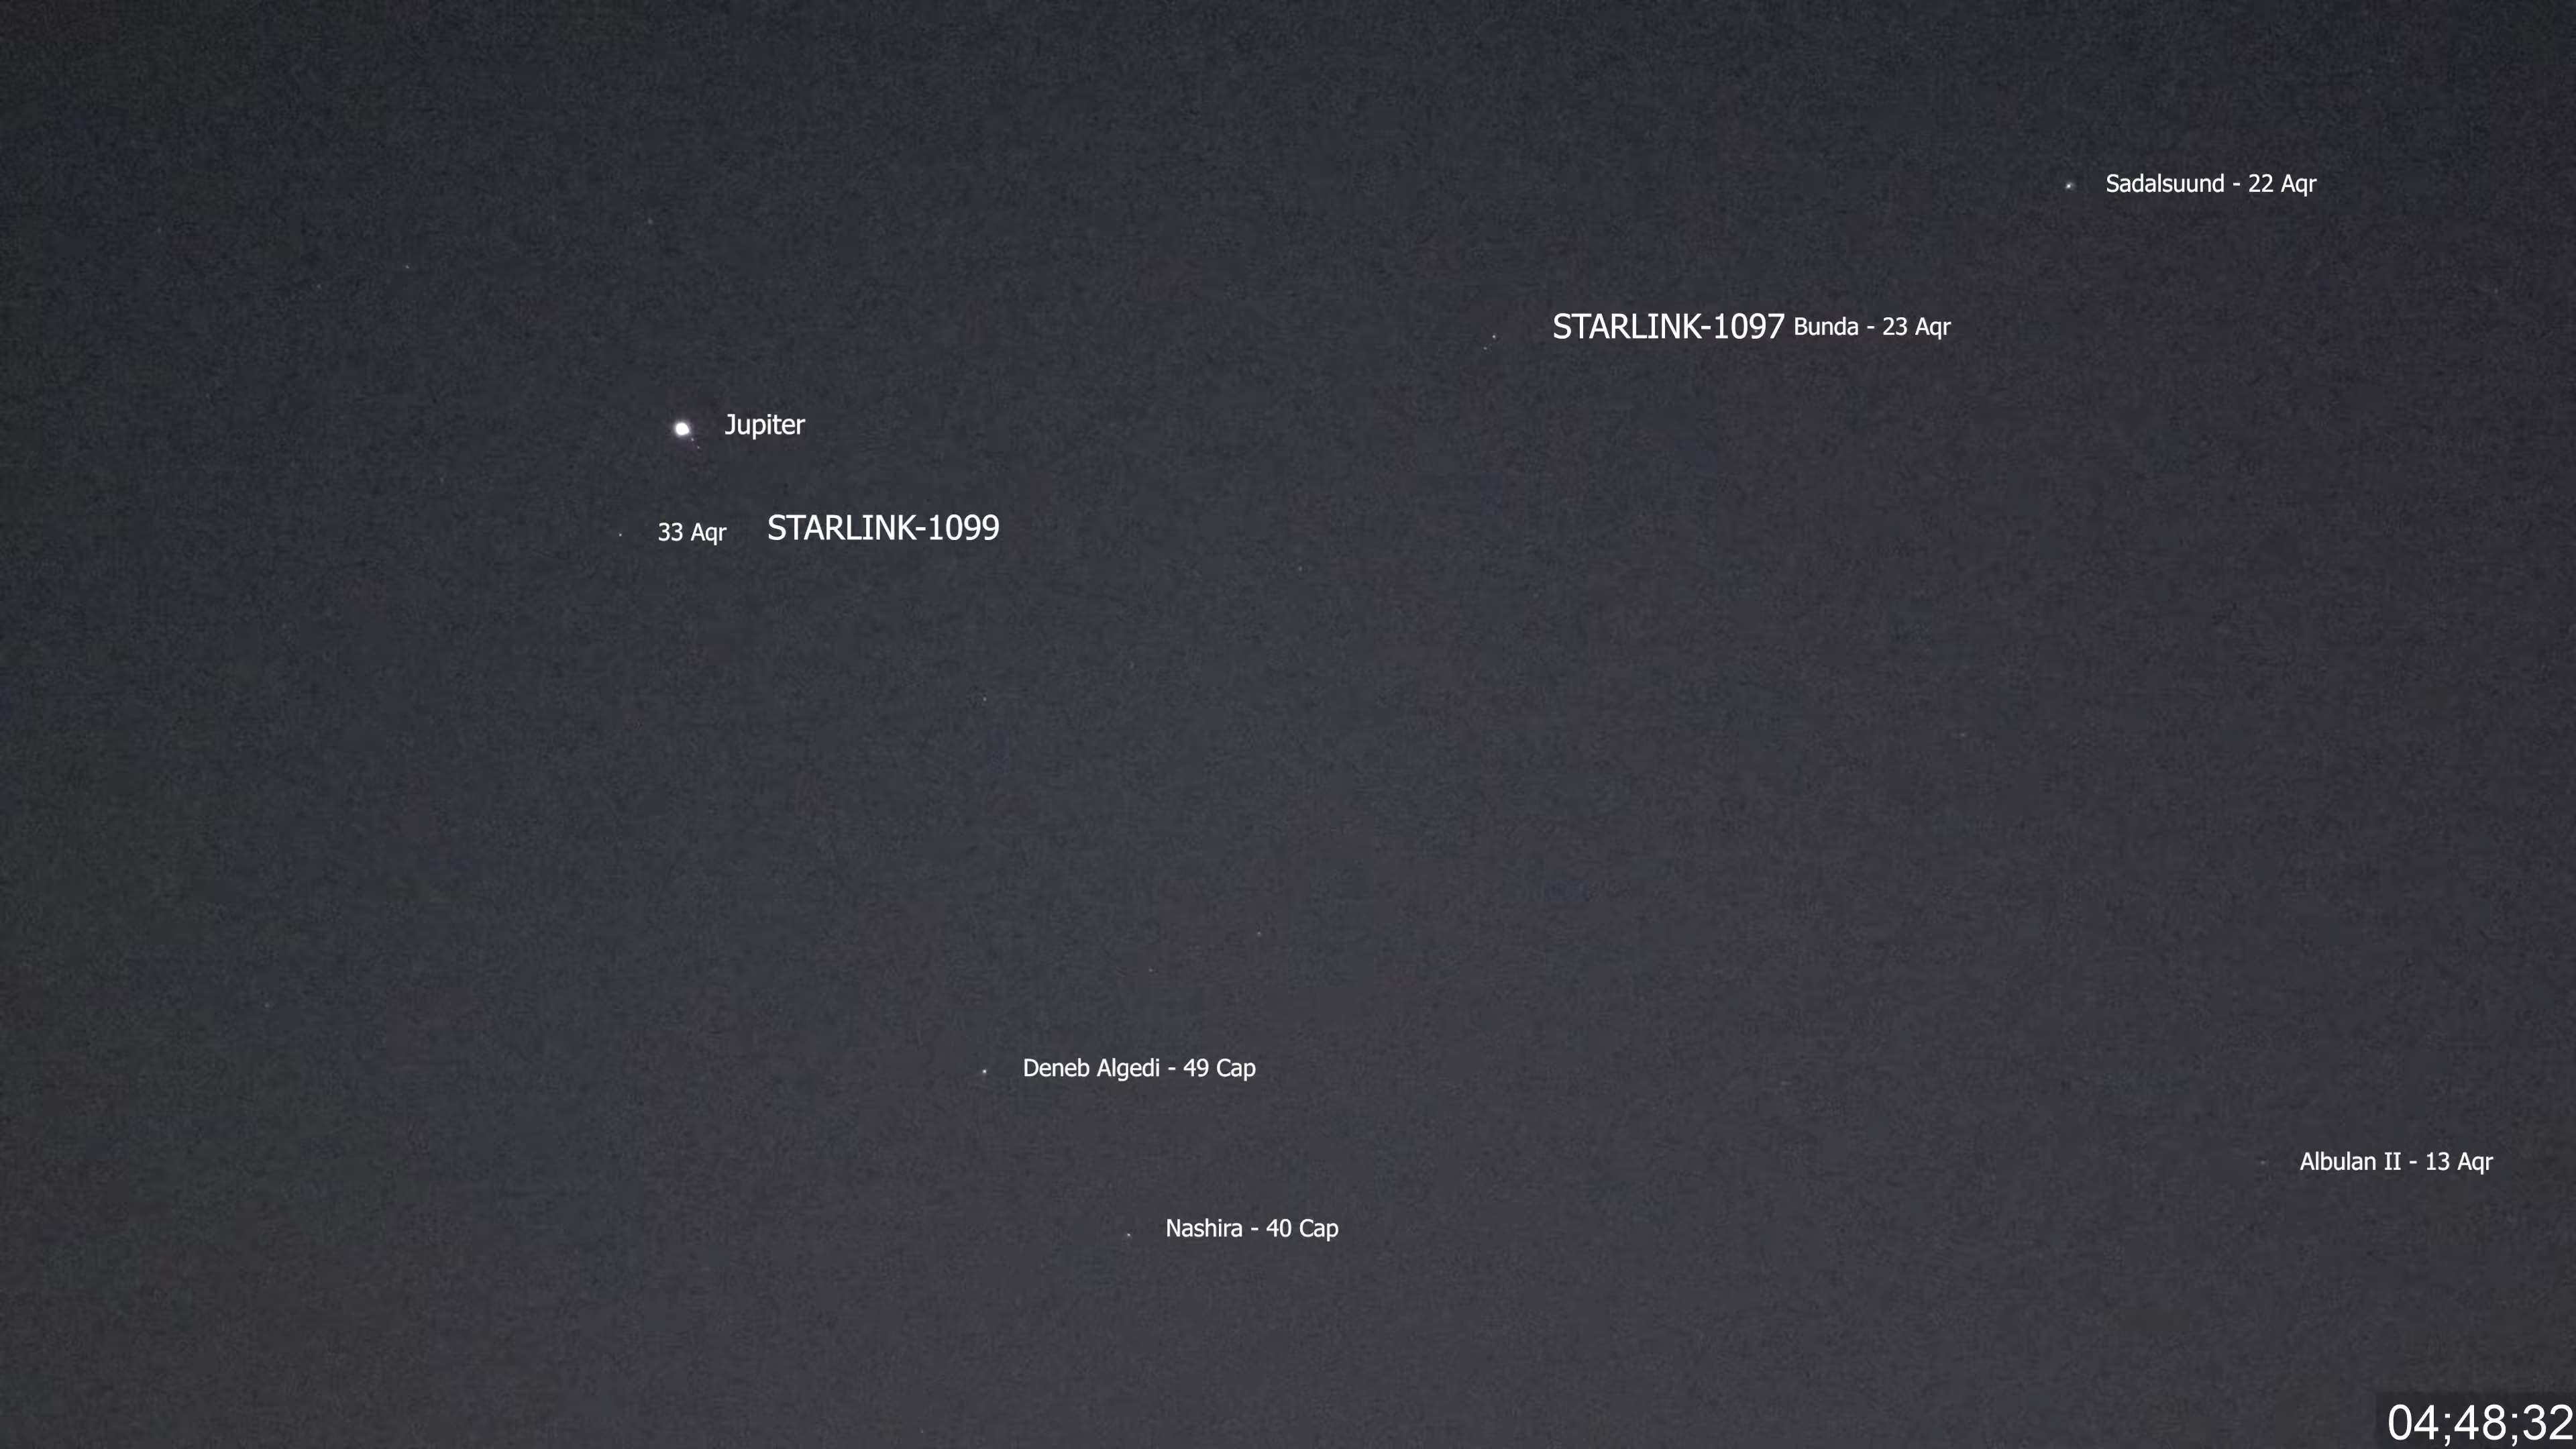 Sadalsuund - 22 Aqr
STARLINK-1097 Bunda - 23 Aqr
Jupiter
33 Aqr STARLINK-1099
Deneb Algedi - 49 Cap
Albulan II - 13 Aqr
Nashira - 40 Cap
04;48;32